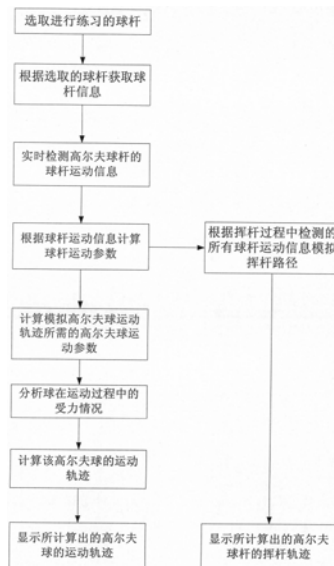 选取进行练习的球杆
根据选取的球杆获取球
杆信息
实时检测高尔夫球杆的
球杆运动信息
根据球杆运动信息计算
球杆运动参数
根据挥杆过程中检测的
所有球杆运动信息模拟
挥杆路径
计算模拟高尔夫球运动
轨迹所需的高尔夫球运
动参数
分析球在运动过程中的
受力情况
计算该高尔夫球的运动
轨迹
显示所计算出的高尔夫
球的运动轨迹
显示所计算出的高尔夫
球杆的挥杆轨迹